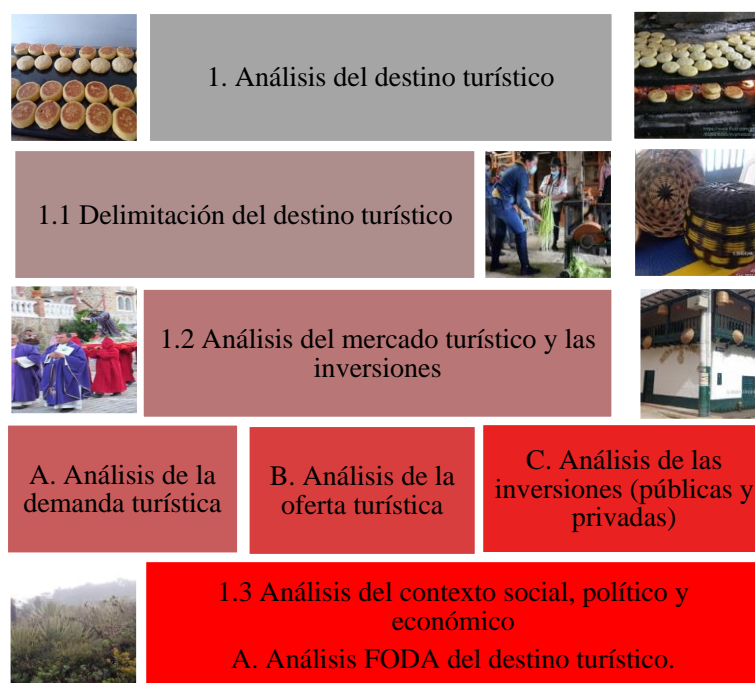 1. Análisis del destino turístico
1.1 Delimitación del destino turístico
1.2 Análisis del mercado turístico y las
inversiones
A. Análisis de la
demanda turística
B. Análisis de la
oferta turística
C. Análisis de las
inversiones (públicas y
privadas)
1.3 Análisis del contexto social, político y
económico
A. Análisis FODA del destino turístico.